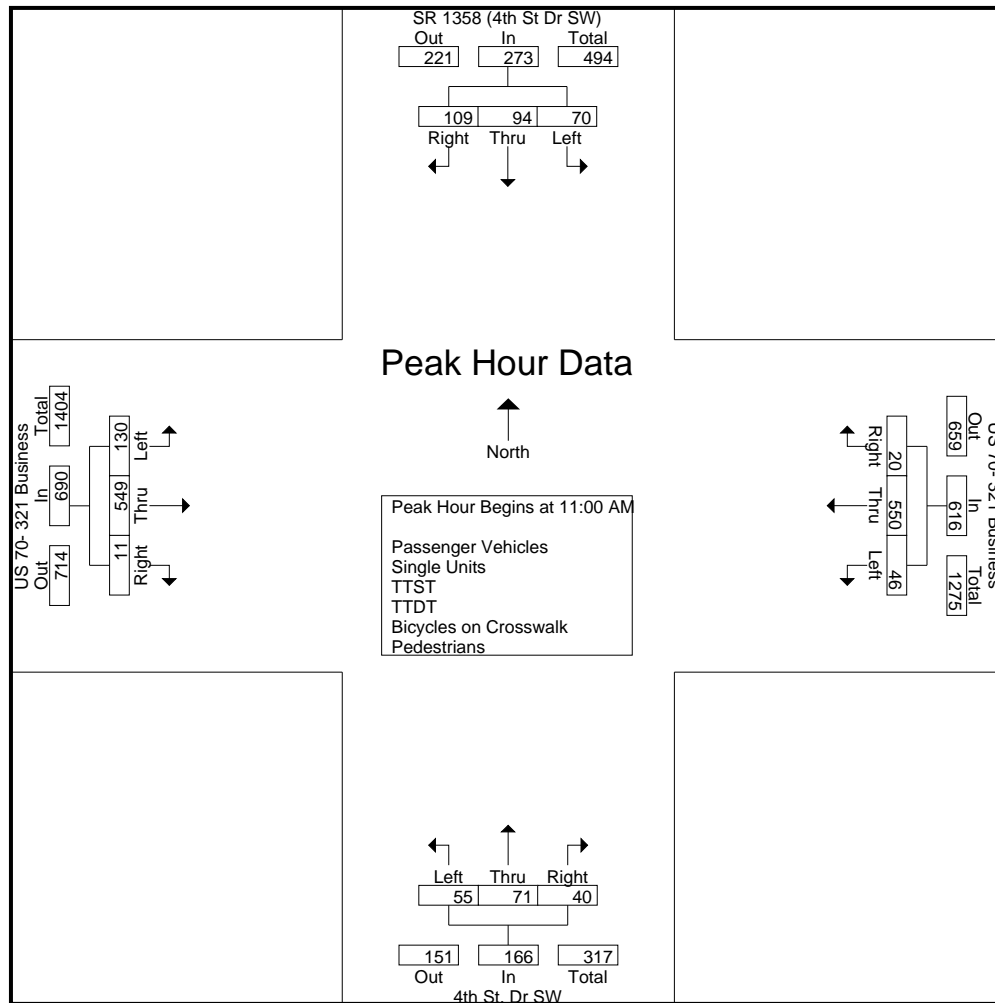 SR 1358 (4th St Dr SW)
Out In Total
221 273 494
109 94 70
Right Thru Left
Peak Hour Data
North
US 70- 321 Business
Out In Total
714 690 1404
11 549 130
Right Thru Left
Peak Hour Begins at 11:00 AM
Passenger Vehicles
Single Units
TTST
TTDT
Bicycles on Crosswalk
Pedestrians
US 70- 321 Business
Out In Total
659 616 1275
20 550 46
Right Thru Left
Left Thru Right
55 71 40
151 166 317
Out In Total
4th St. Dr SW